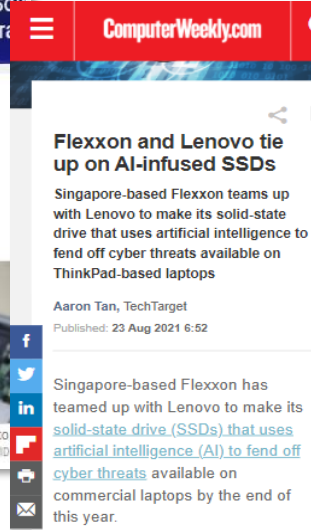 ComputerWeekly.com
Flexxon and Lenovo tie
up on AI-infused SSDs
Singapore-based Flexxon teams up
with Lenovo to make its solid-state
drive that uses artificial intelligence to
fend off cyber threats available on
ThinkPad-based laptops
Aaron Tan, TechTarget
Published: 23 Aug 2021 6:52
Singapore-based Flexxon has
teamed up with Lenovo to make its
solid-state drive (SSDs) that uses
artificial intelligence (AI) to fend off
cyber threats available on
commercial laptops by the end of
this year.